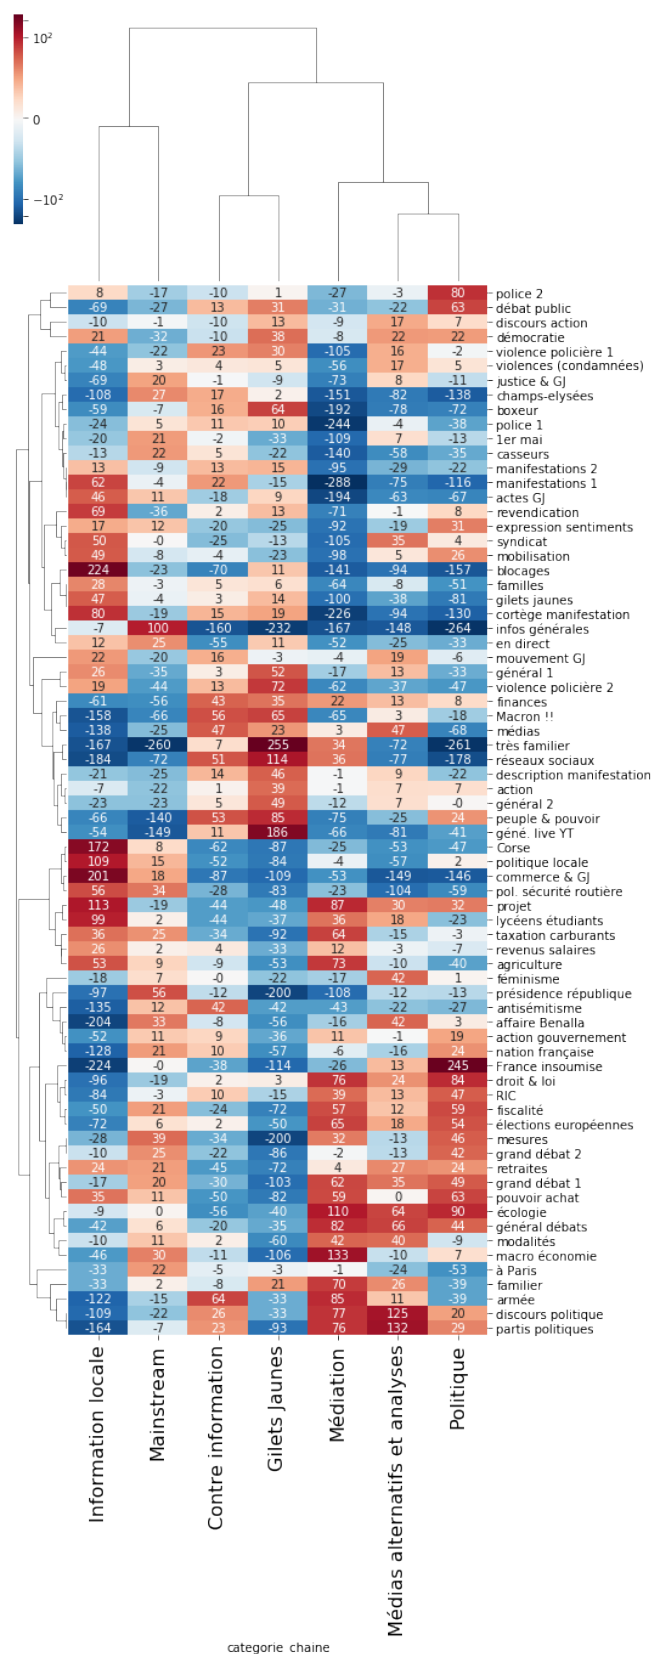 10²
0
−10²
8 -17 -10 1 -27 -3 80 police 2
-69 -27 13 31 -31 -22 63 débat public
-10 -1 -10 13 -9 17 7 discours action
21 -32 -10 38 -8 22 22 démocratie
-44 -22 23 30 -105 16 -2 violence policière 1
-48 3 4 5 -56 17 5 violences (condamnées)
-69 20 -1 -9 -73 8 -11 justice & GJ
-108 27 17 2 -151 -82 -138 champs-elysées
-59 -7 16 64 -192 -78 -72 boxeur
-24 5 11 10 -244 -4 -38 police 1
-20 21 -2 -33 -109 7 -13 1er mai
-13 22 5 -22 -140 -58 -35 casseurs
13 -9 13 15 -95 -29 -22 manifestations 2
62 -4 22 -15 -288 -75 -116 manifestations 1
46 11 -18 9 -194 -63 -67 actes GJ
69 -36 2 13 -71 -1 8 revendication
17 12 -20 -25 -92 -19 31 expression sentiments
50 -0 -25 -13 -105 35 4 syndicat
49 -8 -4 -23 -98 5 26 mobilisation
224 -23 -70 11 -141 -94 -157 blocages
28 -3 5 6 -64 -8 -51 familles
47 -4 3 14 -100 -38 -81 gilets jaunes
80 -19 15 19 -226 -94 -130 cortège manifestation
-7 100 -160 -232 -167 -148 -264 infos générales
12 25 -55 11 -52 -25 -33 en direct
22 -20 16 -3 -4 19 -6 mouvement GJ
26 -35 3 52 -17 13 -33 général 1
19 -44 13 72 -62 -37 -47 violence policière 2
-61 -56 43 35 22 13 8 finances
-158 -66 56 65 -65 3 -18 Macron !!
-138 -25 47 23 3 47 -68 médias
-167 -260 7 255 34 -72 -261 très familier
-184 -72 51 114 36 -77 -178 réseaux sociaux
-21 -25 14 46 -1 9 -22 description manifestation
-7 -22 1 39 -1 7 7 action
-23 -23 5 49 -12 7 -0 général 2
-66 -140 53 85 -75 -25 24 peuple & pouvoir
-54 -149 11 186 -66 -81 -41 géné. live YT
172 8 -62 -87 -25 -53 -47 Corse
109 15 -52 -84 -4 -57 2 politique locale
201 18 -87 -109 -53 -149 -146 commerce & GJ
56 34 -28 -83 -23 -104 -59 pol. sécurité routière
113 -19 -44 -48 87 30 32 projet
99 2 -44 -37 36 18 -23 lycéens étudiants
36 25 -34 -92 64 -15 -3 taxation carburants
26 2 4 -33 12 -3 -7 revenus salaires
53 9 -9 -53 73 -10 -40 agriculture
-18 7 -0 -22 -17 42 1 féminisme
-97 56 -12 -200 -108 -12 -13 présidence république
-135 12 42 -42 -43 -22 -27 antisémitisme
-204 33 -8 -56 -16 42 3 affaire Benalla
-52 11 9 -36 11 -1 19 action gouvernement
-128 21 10 -57 -6 -16 24 nation française
-224 -0 -38 -114 -26 13 245 France insoumise
-96 -19 2 3 76 24 84 droit & loi
-84 -3 10 -15 39 13 47 RIC
-50 21 -24 -72 57 12 59 fiscalité
-72 6 2 -50 65 18 54 élections européennes
-28 39 -34 -200 32 -13 46 mesures
-10 25 -22 -86 -2 -13 42 grand débat 2
24 21 -45 -72 4 27 24 retraites
-17 20 -30 -103 62 35 49 grand débat 1
35 11 -50 -82 59 0 63 pouvoir achat
-9 0 -56 -40 110 64 90 écologie
-42 6 -20 -35 82 66 44 général débats
-10 11 2 -60 42 40 -9 modalités
-46 30 -11 -106 133 -10 7 macro économie
-33 22 -5 -3 -1 -24 -53 à Paris
-33 2 -8 21 70 26 -39 familier
-122 -15 64 -33 85 11 -39 armée
-109 -22 26 -33 77 125 20 discours politique
-164 -7 23 -93 76 132 29 partis politiques
Information locale
Mainstream
Contre information
Gilets Jaunes
Médiation
Médias alternatifs et analyses
Politique
categorie_chaine